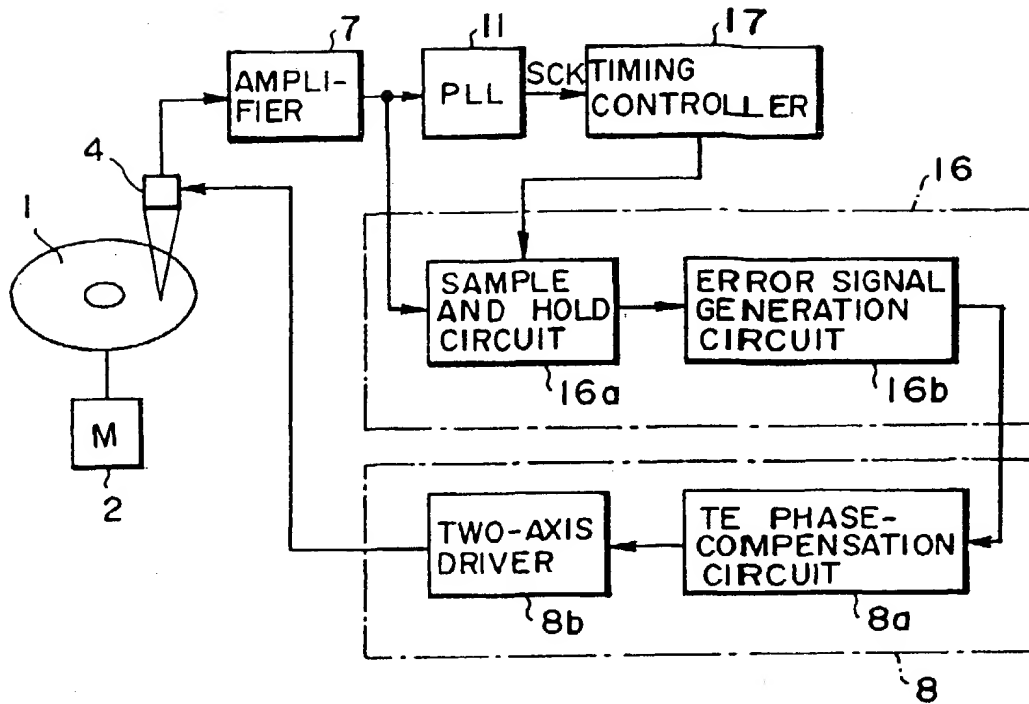 7
AMPLI-
FIER
11
PLL
SCK
17
TIMING
CONTROLLER
4
1
M
2
16
SAMPLE
AND HOLD
CIRCUIT
16a
ERROR SIGNAL
GENERATION
CIRCUIT
16b
TWO-AXIS
DRIVER
8b
TE PHASE-
COMPENSATION
CIRCUIT
8a
8